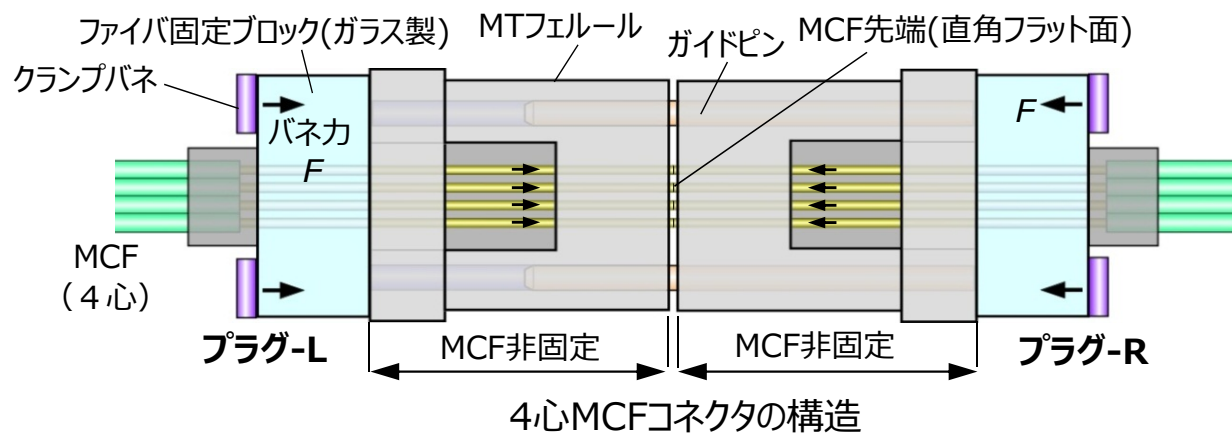 ファイバ固定ブロック(ガラス製)
MTフェルール
ガイドピン
MCF先端(直角フラット面)
クランプバネ
バネ力
F
F
MCF
(4心)
プラグ-L
MCF非固定
MCF非固定
プラグ-R
4心MCFコネクタの構造